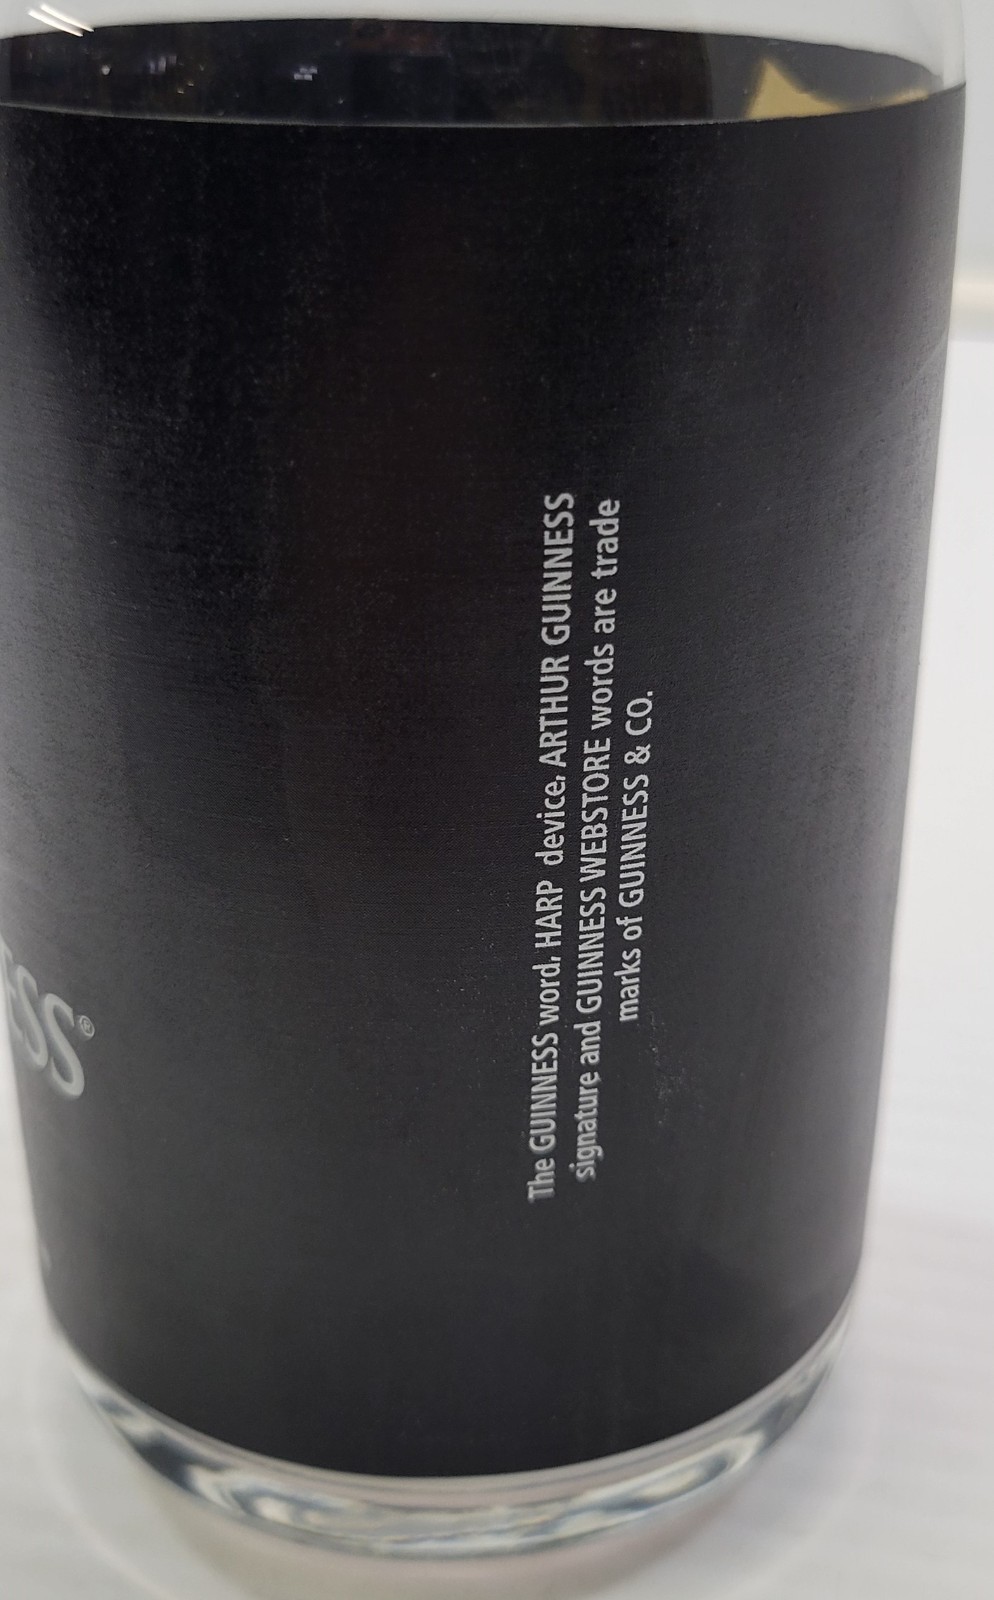 ESS®
The GUINNESS word, HARP device, ARTHUR GUINNESS
signature and GUINNESS WEBSTORE words are trade
marks of GUINNESS & CO.